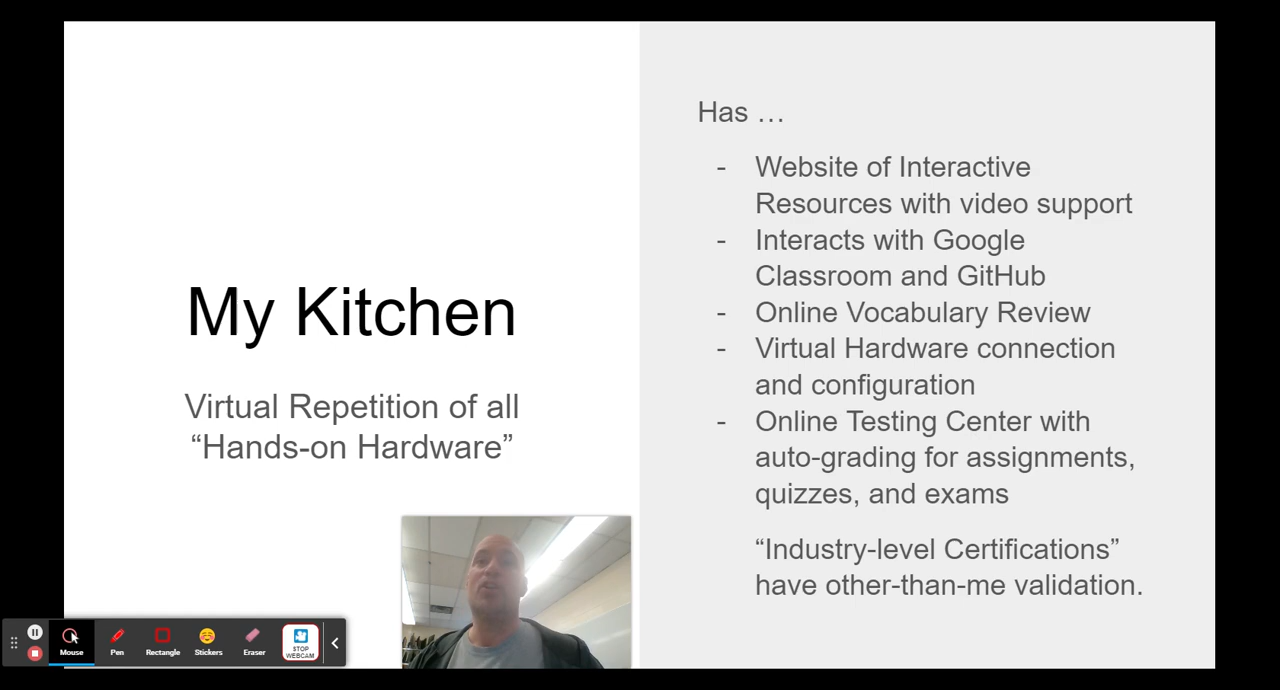 My Kitchen
Virtual Repetition of all
“Hands-on Hardware”
Has …
- Website of Interactive
Resources with video support
- Interacts with Google
Classroom and GitHub
- Online Vocabulary Review
- Virtual Hardware connection
and configuration
- Online Testing Center with
auto-grading for assignments,
quizzes, and exams
“Industry-level Certifications”
have other-than-me validation.
Mouse
Pen
Rectangle
Stickers
Eraser
STOP
WEBCAM